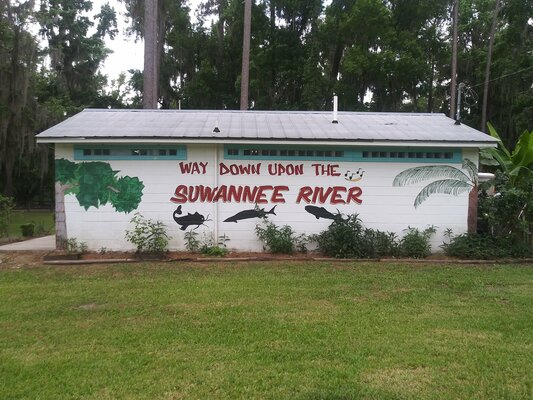 WAY DOWN UPON THE
SUWANNEE RIVER